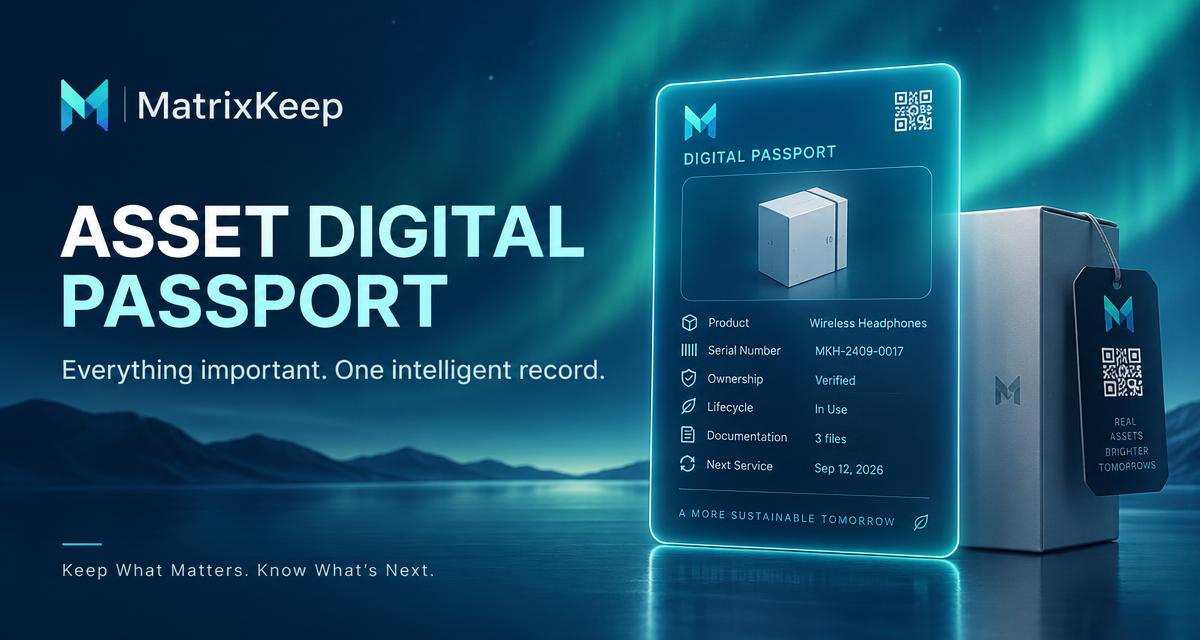 MatrixKeep
ASSET DIGITAL
PASSPORT
Everything important. One intelligent record.
Keep What Matters. Know What's Next.
DIGITAL PASSPORT
Product Wireless Headphones
Serial Number MKH-2409-0017
Ownership Verified
Lifecycle In Use
Documentation 3 files
Next Service Sep 12, 2026
A MORE SUSTAINABLE TOMORROW
REAL
ASSETS
BRIGHTER
TOMORROWS